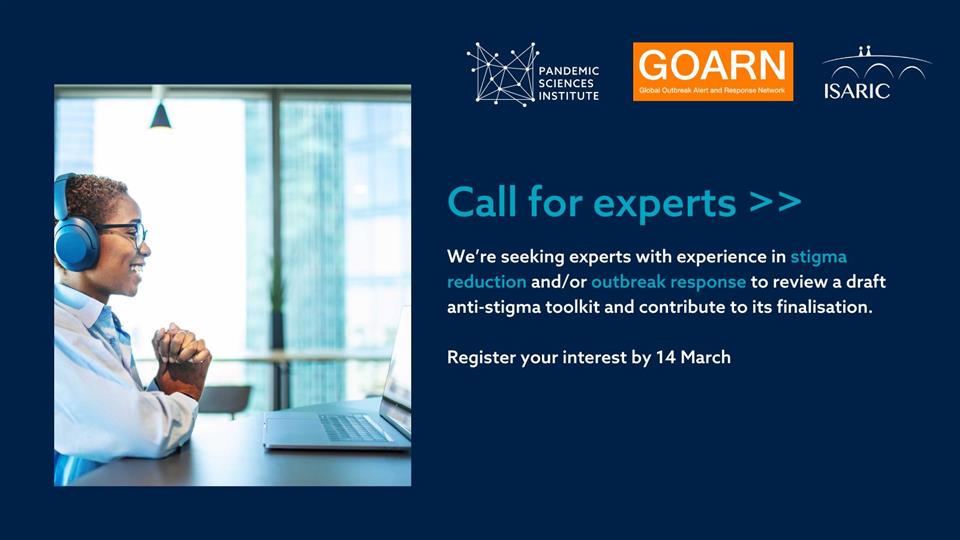 PANDEMIC
SCIENCES
INSTITUTE
GOARN
Global Outbreak Alert and Response Network
ISARIC
Call for experts >>
We’re seeking experts with experience in stigma
reduction and/or outbreak response to review a draft
anti-stigma toolkit and contribute to its finalisation.
Register your interest by 14 March